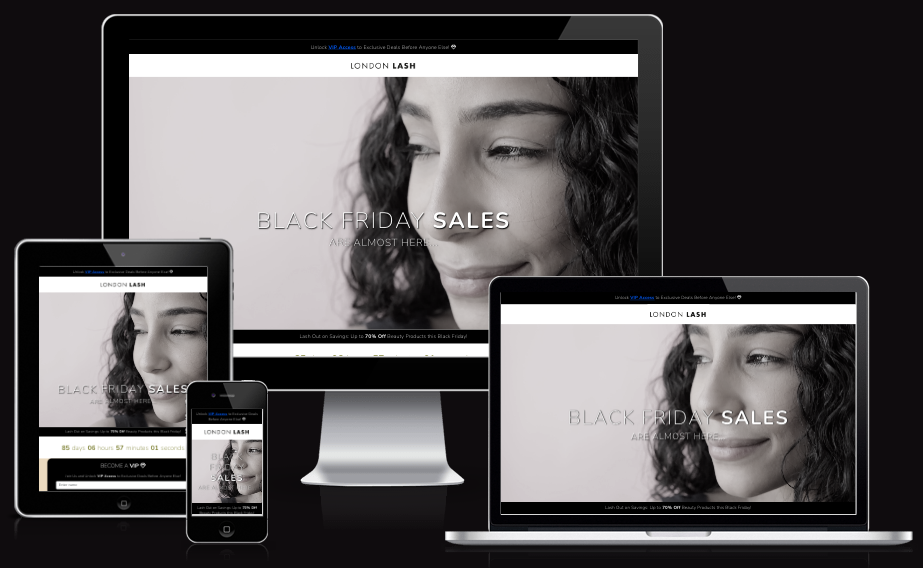 Unlock VIP Access to Exclusive Deals Before Anyone Else!
LONDON LASH
BLACK FRIDAY SALES
ARE ALMOST HERE
Lash Out on Savings: Up to 70% Off Beauty Products this Black Friday!
Unlock VIP Access to Exclusive Deals Before Anyone Else!
LONDON LASH
BLACK FRIDAY SALES
ARE ALMOST HERE
Lash Out on Savings: Up to 70% Off Beauty Products this Black Friday!
85 days 06 hours 57 minutes 01 seconds
BECOME A VIP
Unlock VIP Access to Exclusive Deals
Before Anyone Else!
LONDON LASH
BLACK
FRIDAY
SALES
Lash Out on Savings: Up to 70% Off
Beauty Products this Black Friday!
Unlock VIP Access to Exclusive Deals Before Anyone Else!
LONDON LASH
BLACK FRIDAY SALES
ARE ALMOST HERE
Lash Out on Savings: Up to 70% Off Beauty Products this Black Friday!